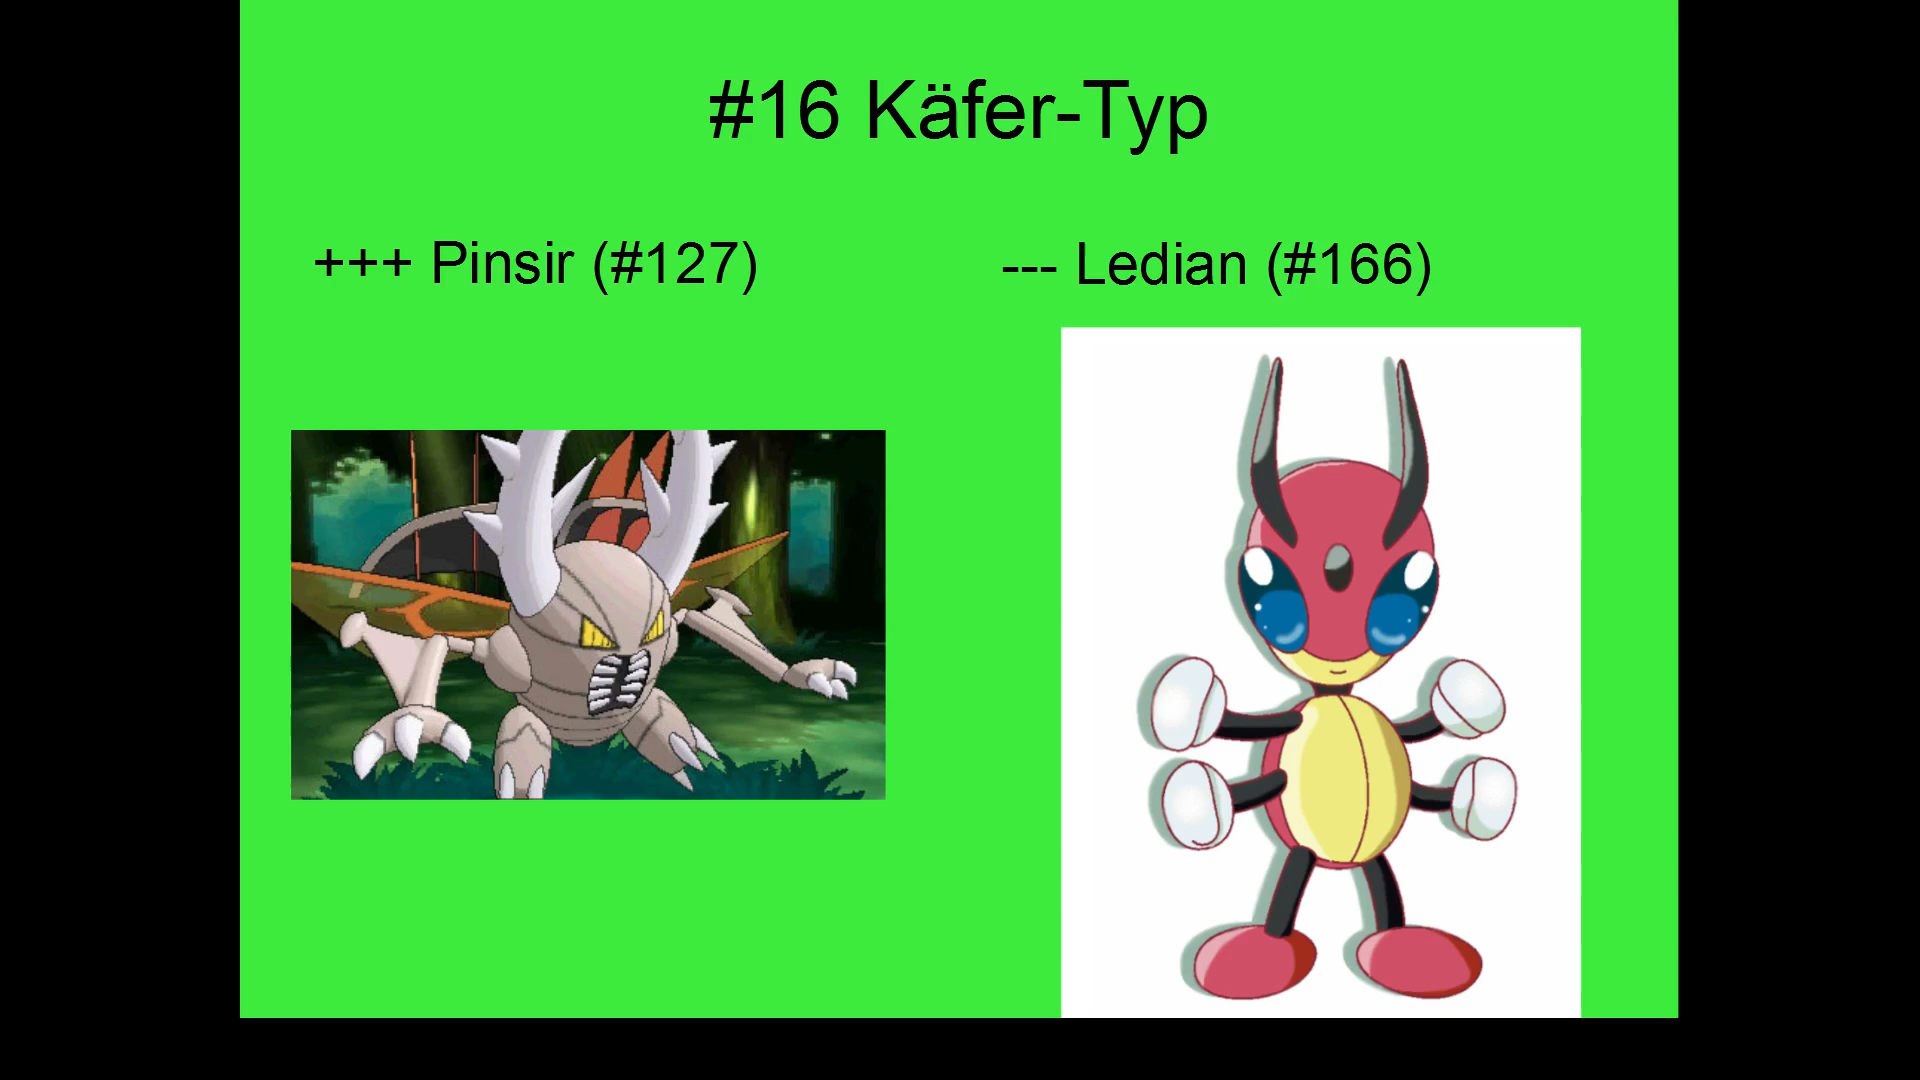 #16 Käfer-Typ
+++ Pinsir (#127)
--- Ledian (#166)